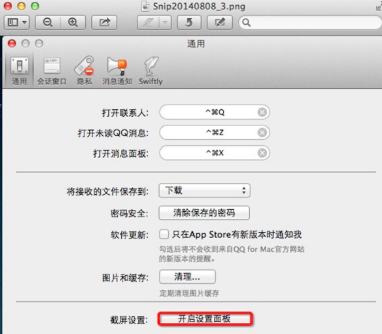 Snip20140808_3.png
通用
通用 会话窗口 隐私 消息通知 Swiftly
打开联系人: ^⌘Q
打开未读QQ消息: ^⌘Z
打开消息面板: ^⌘X
将接收的文件保存到: 下载
密码安全: 清除保存的密码
软件更新: 只在App Store有新版本时通知我
勾选后将不会收到来自QQ for Mac官方网站
的新版本的提醒。
图片和缓存: 清理...
定期清理图片缓存
截屏设置: 开启设置面板